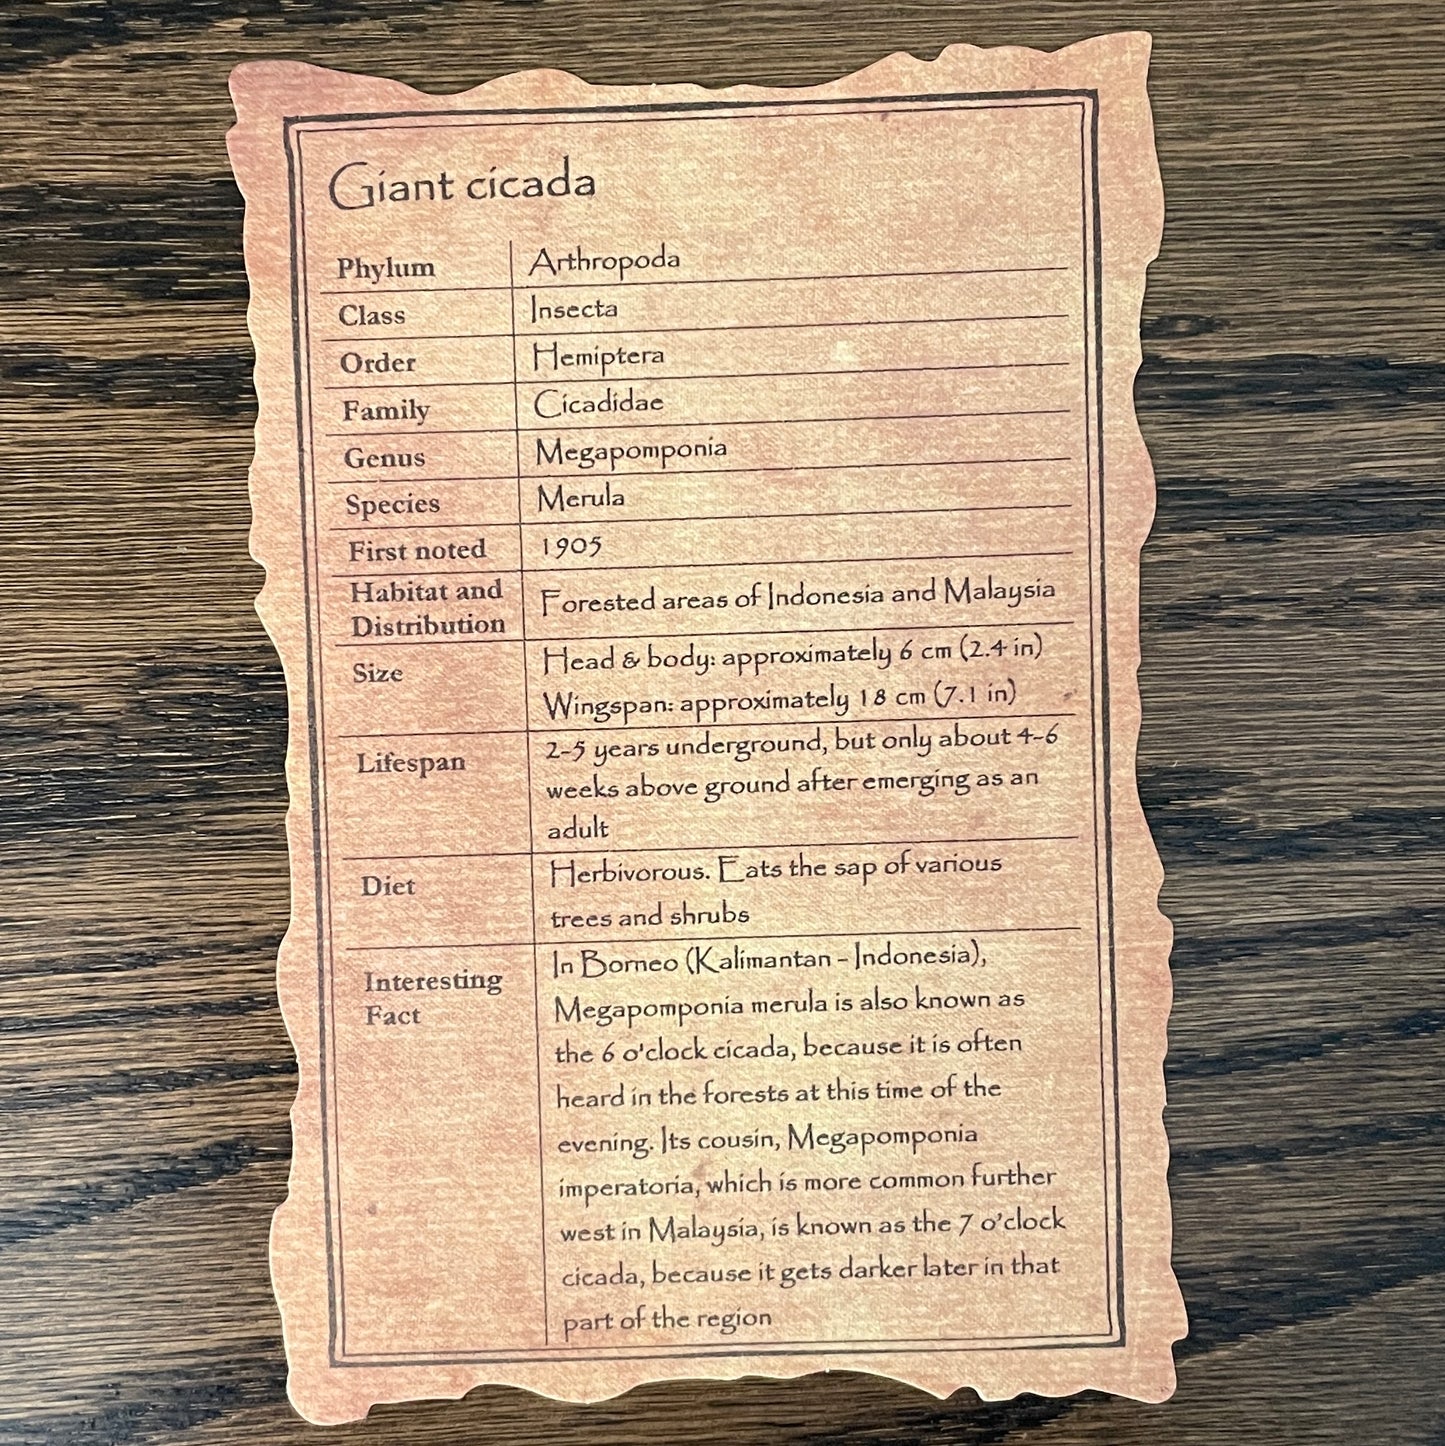 Giant cicada
Phylum Arthropoda
Class Insecta
Order Hemiptera
Family Cicadidae
Genus Megapomponia
Species Merula
First noted 1905
Habitat and Distribution Forested areas of Indonesia and Malaysia
Size Head & body: approximately 6 cm (2.4 in)
Wingspan: approximately 18 cm (7.1 in)
Lifespan 2-5 years underground, but only about 4-6
weeks above ground after emerging as an
adult
Diet Herbivorous. Eats the sap of various
trees and shrubs
Interesting Fact In Borneo (Kalimantan - Indonesia),
Megapomponia merula is also known as
the 6 o'clock cicada, because it is often
heard in the forests at this time of the
evening. Its cousin, Megapomponia
imperatoria, which is more common further
west in Malaysia, is known as the 7 o'clock
cicada, because it gets darker later in that
part of the region